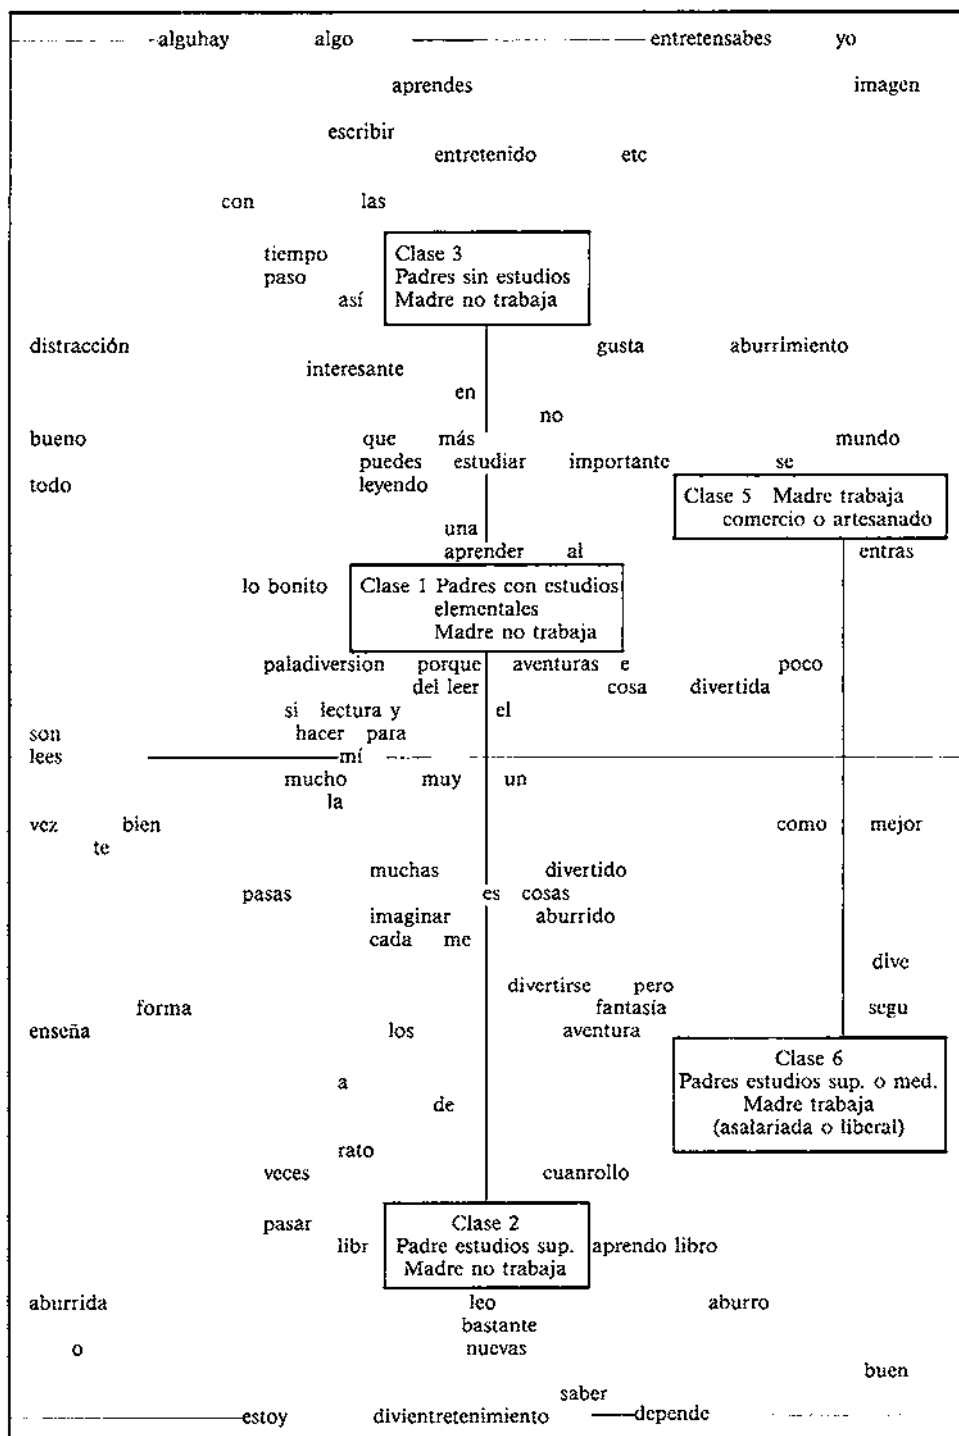 alguhay algo entretensabes yo
aprendes imagen
escribir
entretenido etc
con las
tiempo
paso
así
Clase 3
Padres sin estudios
Madre no trabaja
distracción gusta aburrimiento
interesante
en
no
bueno que más mundo
puedes estudiar importante se
todo leyendo
Clase 5 Madre trabaja
comercio o artesanado
una
aprender al entras
lo bonito
Clase 1 Padres con estudios
elementales
Madre no trabaja
paladiversion porque aventuras e poco
del leer cosa divertida
si lectura y el
son hacer para
lees mí
mucho muy un
la
vez bien como mejor
te
muchas divertido
pasas es cosas
imaginar aburrido
cada me
dive
divertirse pero
forma fantasía segu
enseña los aventura
Clase 6
Padres estudios sup. o med.
Madre trabaja
(asalariada o liberal)
a
de
rato
veces cuanrollo
pasar
libr
Clase 2
Padre estudios sup.
Madre no trabaja
aprendo libro
aburrida leo aburro
bastante
o nuevas
buen
saber
estoy divientretenimiento depende